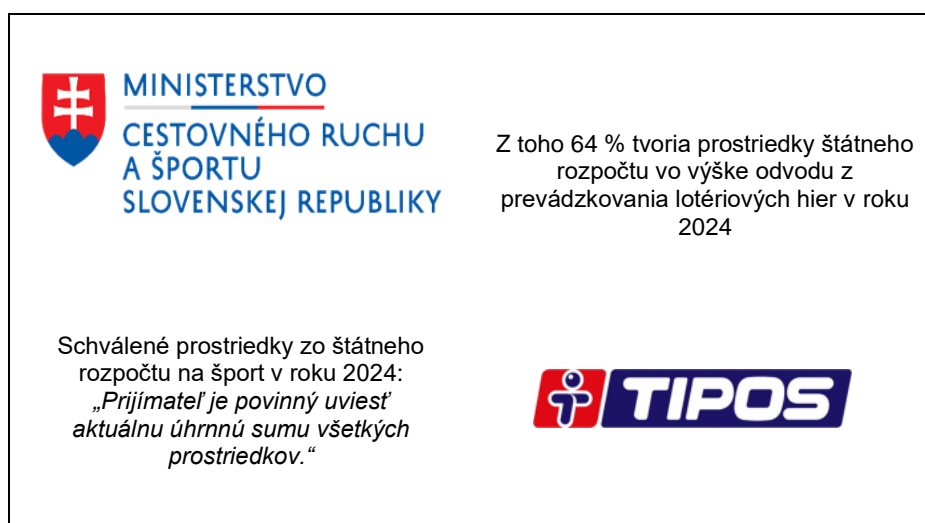 MINISTERSTVO
CESTOVNÉHO RUCHU
A ŠPORTU
SLOVENSKEJ REPUBLIKY
Z toho 64 % tvoria prostriedky štátneho
rozpočtu vo výške odvodu z
prevádzkovania lotériových hier v roku
2024
Schválené prostriedky zo štátneho
rozpočtu na šport v roku 2024:
„Prijímateľ je povinný uviesť
aktuálnu úhrnnú sumu všetkých
prostriedkov.“
TIPOS